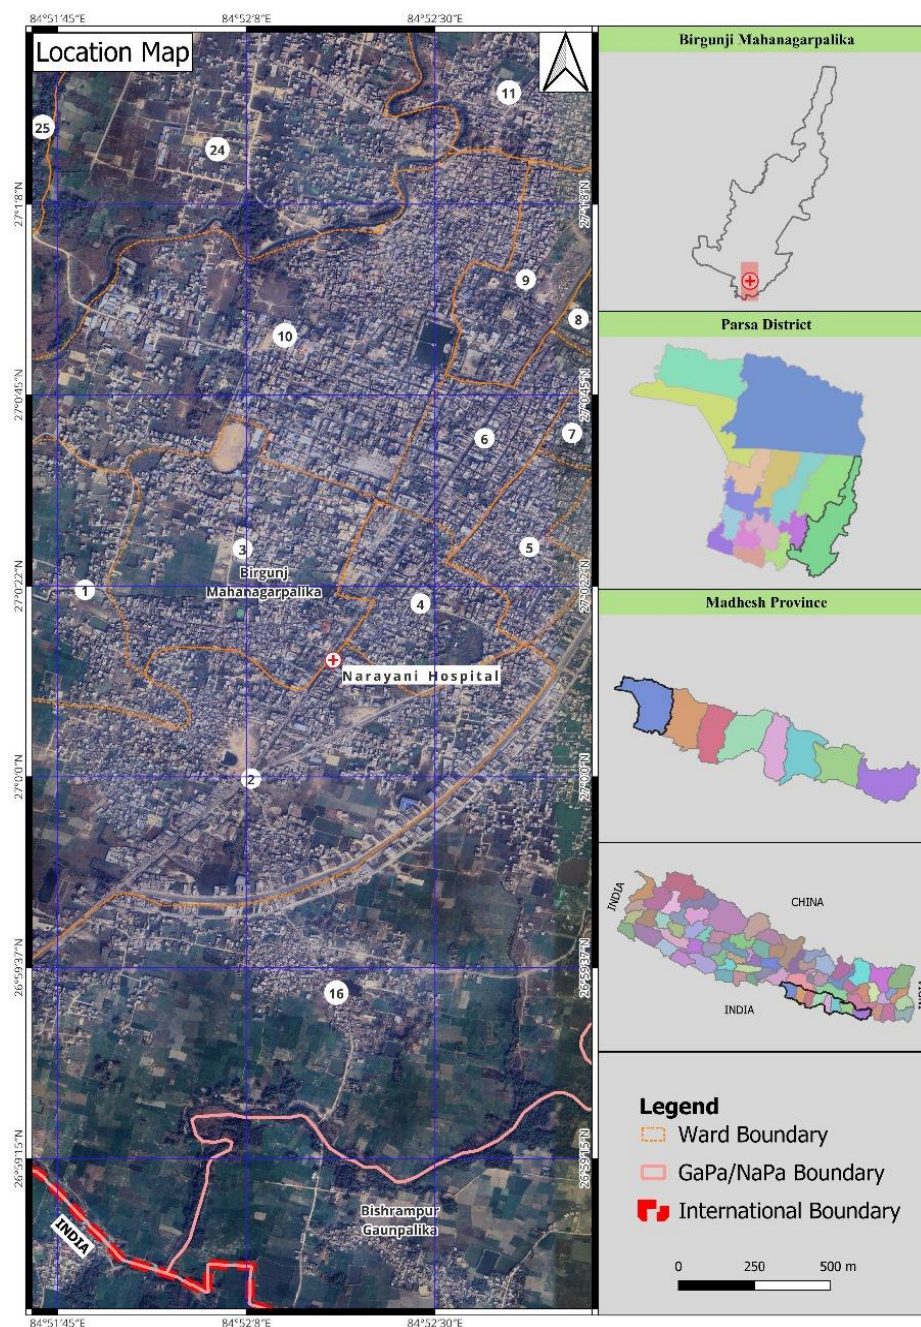 84°51'45"E 84°52'8"E 84°52'30"E
Location Map
25
24
11
27°1'8"N
27°1'8"N
9
8
10
27°0'45"N
27°0'45"N
6
7
3
5
Birgunj
Mahanagarpalika
27°0'22"N
27°0'22"N
1
4
Narayani Hospital
2
27°0'0"N
27°0'0"N
26°59'37"N
26°59'37"N
16
26°59'15"N
26°59'15"N
Bishrampur
Gaunpalika
INDIA
84°51'45"E 84°52'8"E 84°52'30"E
Birgunji Mahanagarpalika
Parsa District
Madhesh Province
INDIA
CHINA
INDIA
INDIA
Legend
Ward Boundary
GaPa/NaPa Boundary
International Boundary
0 250 500 m